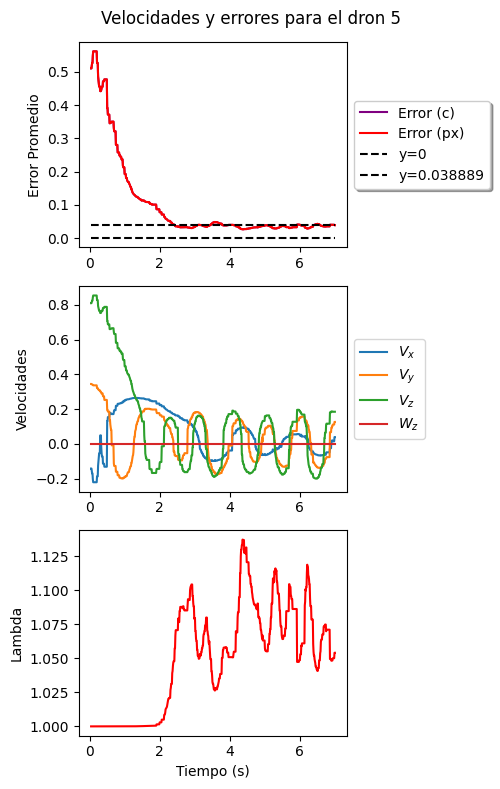 Velocidades y errores para el dron 5
Error Promedio
0.5
0.4
0.3
0.2
0.1
0.0
0 2 4 6
Error (c)
Error (px)
y=0
y=0.038889
Velocidades
0.8
0.6
0.4
0.2
0.0
−0.2
0 2 4 6
Vx
Vy
Vz
Wz
Lambda
1.125
1.100
1.075
1.050
1.025
1.000
0 2 4 6
Tiempo (s)